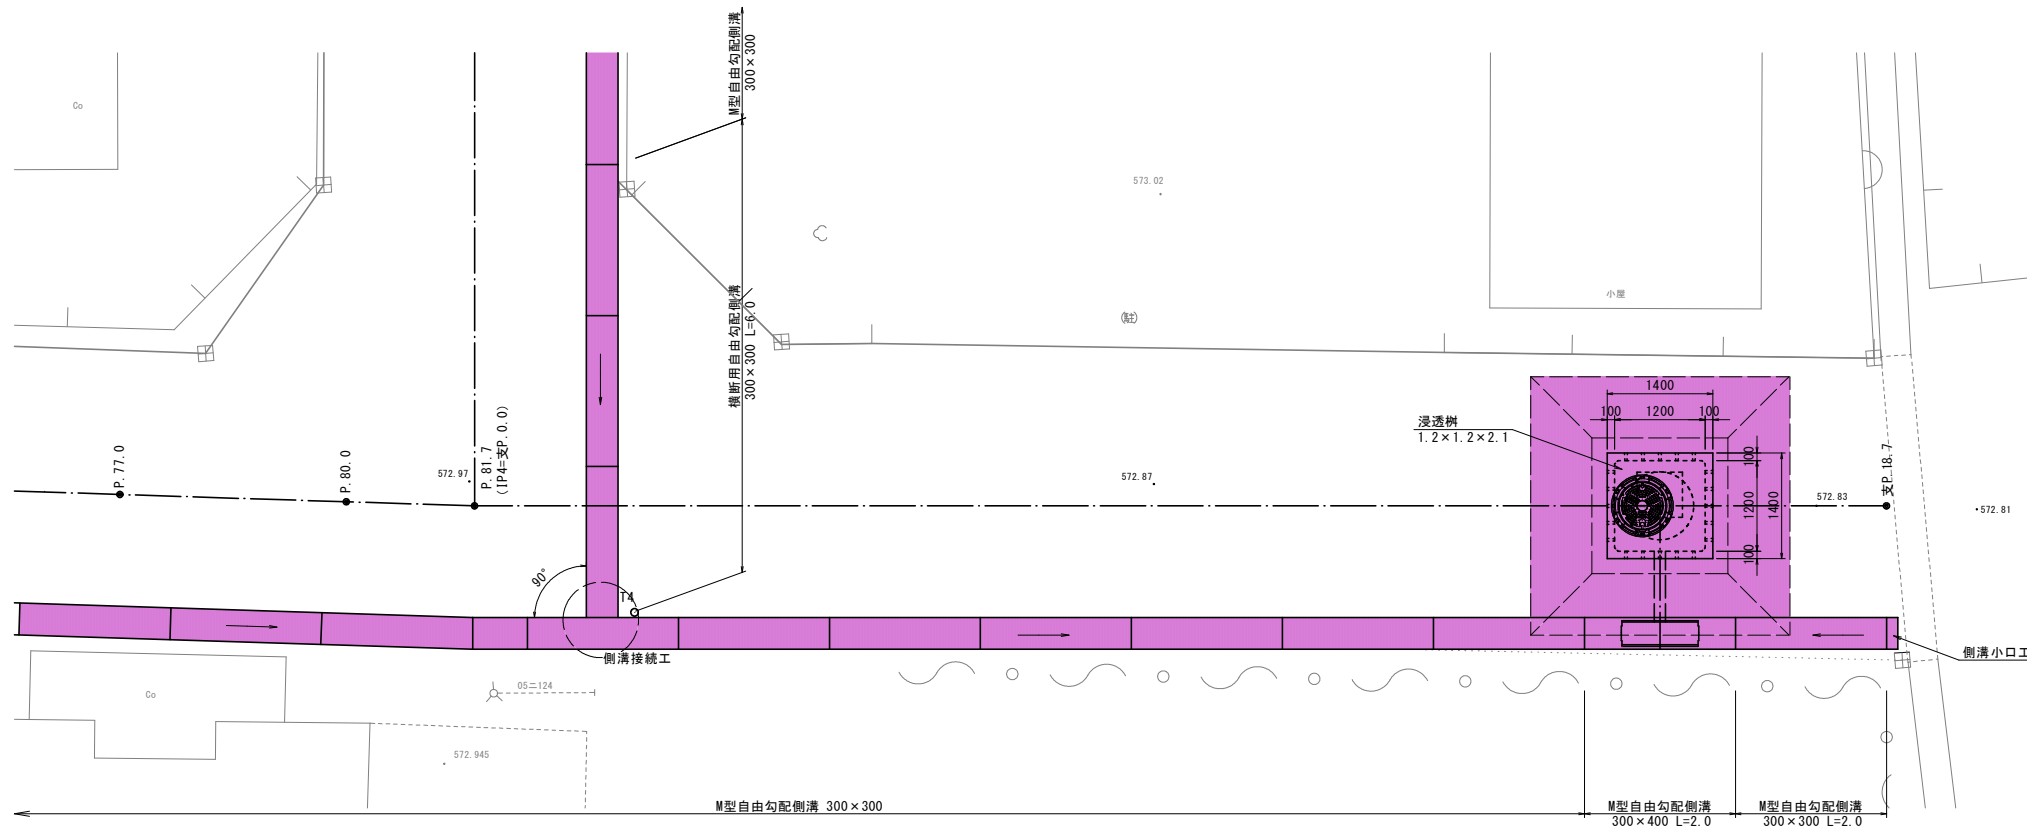 M型自由勾配側溝
300×300
Co
573.02
小屋
横断用自由勾配側溝
300×300 L=6.0
(駐)
1400
100 1200 100
浸透桝
1.2×1.2×2.1
100
1200
1400
100
P.77.0
P.80.0
572.97
P.81.7
(IP4=支P.0.0)
572.87
572.83
支P.18.7
572.81
90°
T4
側溝接続工
側溝小口工
Co
05ニ124
572.945
M型自由勾配側溝 300×300
M型自由勾配側溝
300×400 L=2.0
M型自由勾配側溝
300×300 L=2.0